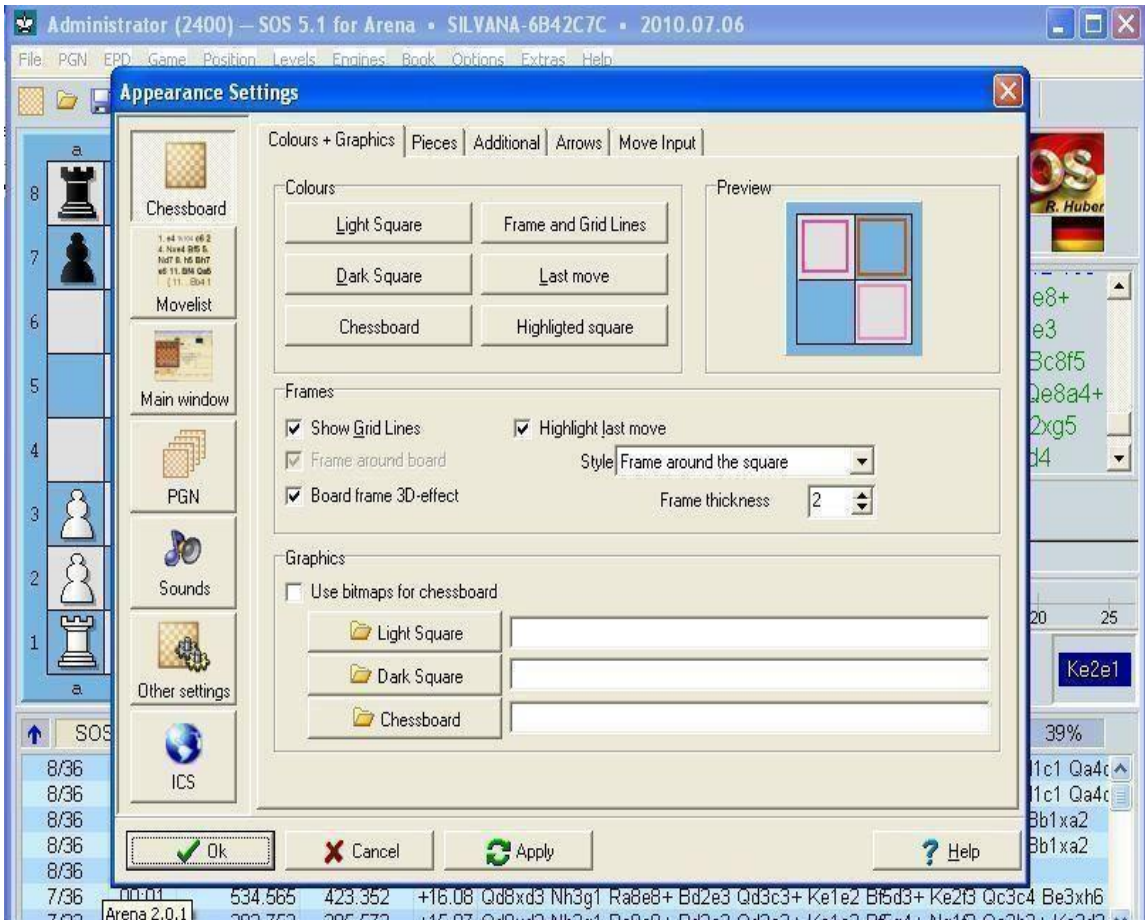 Administrator (2400) — SOS 5.1 for Arena • SILVANA-6B42C7C • 2010.07.06
File PGN EPD Game Position Levels Engines Book Options Extras Help
Appearance Settings
Chessboard
Movelist
Main window
PGN
Sounds
Other settings
ICS
Colours + Graphics Pieces Additional Arrows Move Input
Colours
Light Square Frame and Grid Lines
Dark Square Last move
Chessboard Highligted square
Preview
Frames
Show Grid Lines Highlight last move
Frame around board Style Frame around the square
Board frame 3D-effect Frame thickness 2
Graphics
Use bitmaps for chessboard
Light Square
Dark Square
Chessboard
Ok Cancel Apply Help
a
8
7
6
5
4
3
2
1
a
OS
R. Huber
e8+
e3
Bc8f5
Qe8a4+
2xg5
d4
20 25
Ke2e1
SOS 39%
8/36 1c1 Qa4
8/36 1c1 Qa4
8/36 Bb1xa2
8/36 Bb1xa2
8/36
7/36 00:01 534.565 423.352 +16.08 Qd8xd3 Nh3g1 Ra8e8+ Bd2e3 Qd3c3+ Ke1e2 Bf5d3+ Ke2f3 Qc3c4 Be3xh6
Arena 2.0.1